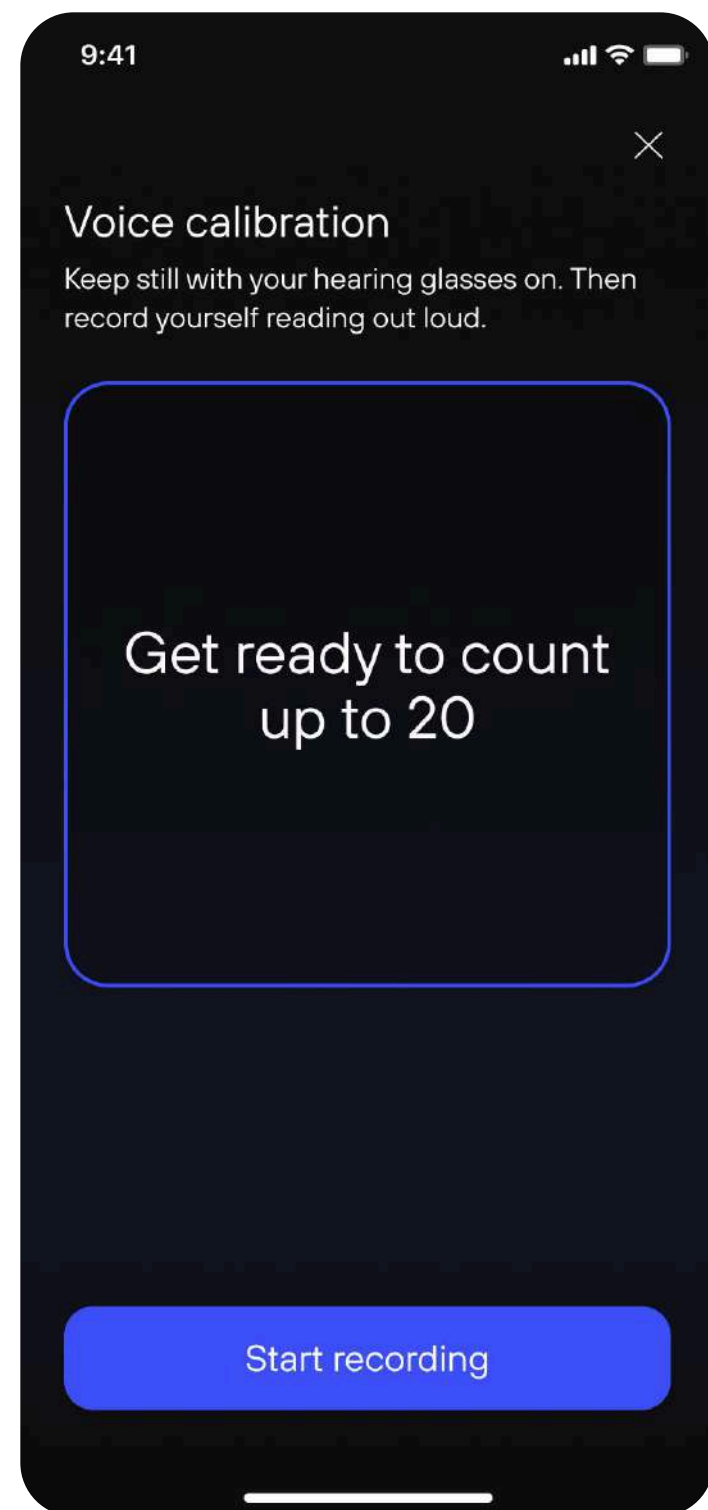 9:41
Voice calibration
Keep still with your hearing glasses on. Then
record yourself reading out loud.
Get ready to count
up to 20
Start recording